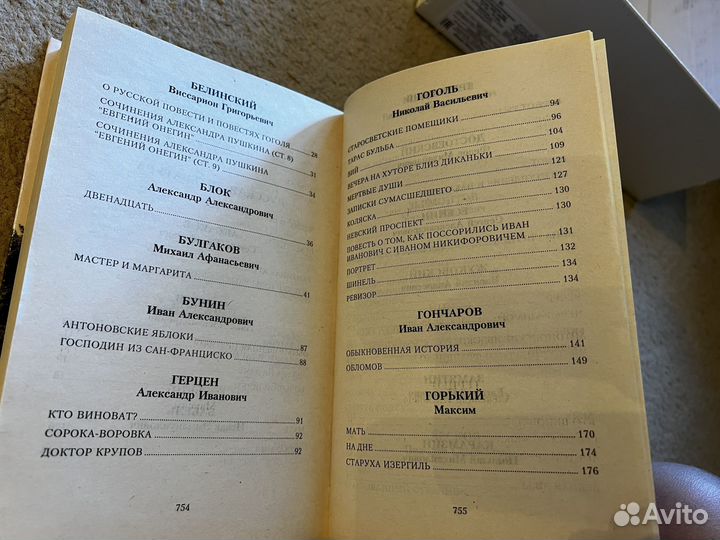 БЕЛИНСКИЙ
Виссарион Григорьевич
О РУССКОЙ ПОВЕСТИ И ПОВЕСТЯХ ГОГОЛЯ 28
СОЧИНЕНИЯ АЛЕКСАНДРА ПУШКИНА (СТ. 8)
"ЕВГЕНИЙ ОНЕГИН" 31
СОЧИНЕНИЯ АЛЕКСАНДРА ПУШКИНА
"ЕВГЕНИЙ ОНЕГИН" (СТ. 9) 34
БЛОК
Александр Александрович
ДВЕНАДЦАТЬ 36
БУЛГАКОВ
Михаил Афанасьевич
МАСТЕР И МАРГАРИТА 41
БУНИН
Иван Александрович
АНТОНОВСКИЕ ЯБЛОКИ 87
ГОСПОДИН ИЗ САН-ФРАНЦИСКО 88
ГЕРЦЕН
Александр Иванович
КТО ВИНОВАТ? 91
СОРОКА-ВОРОВКА 92
ДОКТОР КРУПОВ 92
754
ГОГОЛЬ
Николай Васильевич
СТАРОСВЕТСКИЕ ПОМЕЩИКИ 94
ТАРАС БУЛЬБА 96
ВИЙ 104
ВЕЧЕРА НА ХУТОРЕ БЛИЗ ДИКАНЬКИ 109
МЕРТВЫЕ ДУШИ 121
ЗАПИСКИ СУМАСШЕДШЕГО 127
КОЛЯСКА 130
НЕВСКИЙ ПРОСПЕКТ 130
ПОВЕСТЬ О ТОМ, КАК ПОССОРИЛИСЬ ИВАН
ИВАНОВИЧ С ИВАНОМ НИКИФОРОВИЧЕМ 131
ПОРТРЕТ 132
ШИНЕЛЬ 134
РЕВИЗОР 134
ГОНЧАРОВ
Иван Александрович
ОБЫКНОВЕННАЯ ИСТОРИЯ 141
ОБЛОМОВ 149
ГОРЬКИЙ
Максим
МАТЬ 170
НА ДНЕ 174
СТАРУХА ИЗЕРГИЛЬ 176
755
Avito